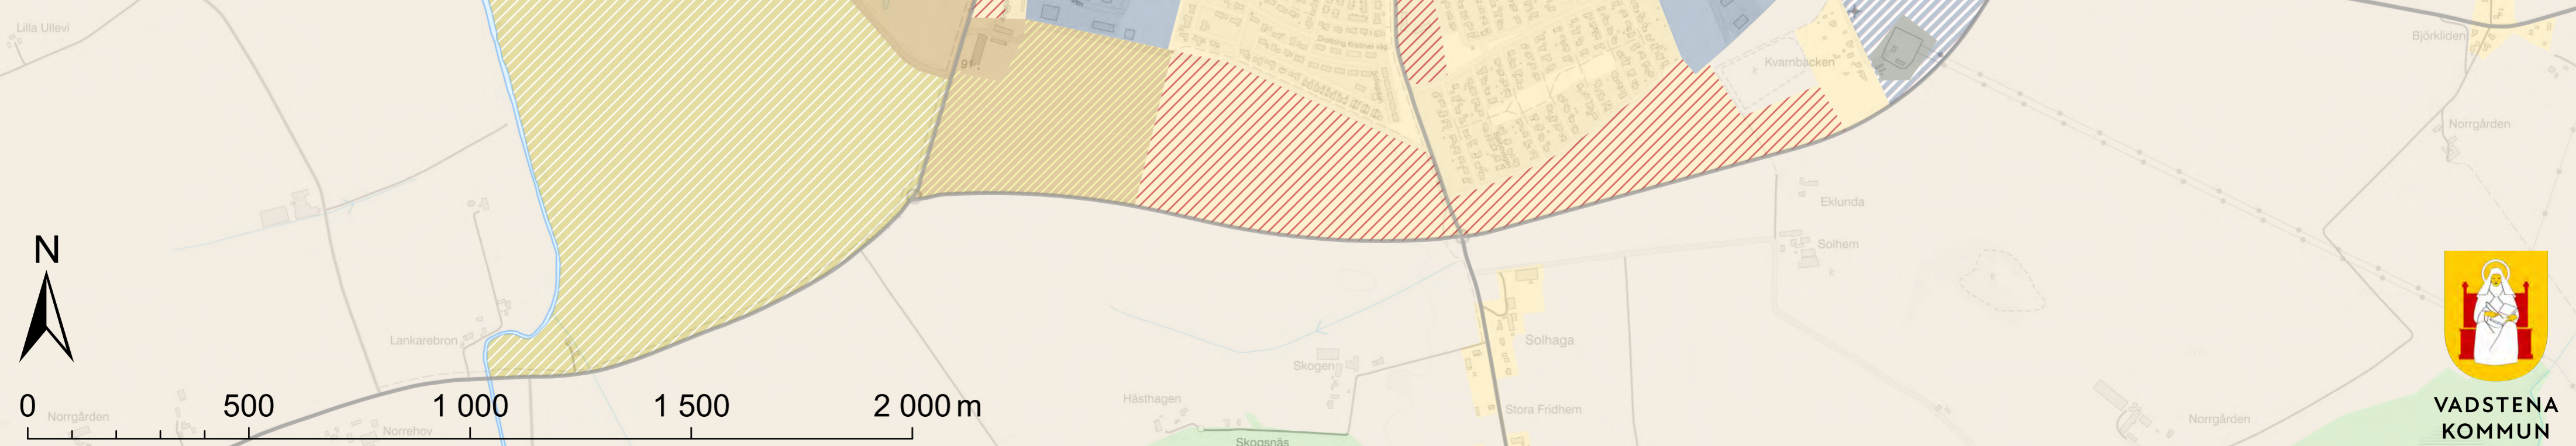 Lilla Ullevi
Björkliden
Kvarnbacken
Norrgården
Eklunda
Solhem
N
Lankarebron
Solhaga
Skogen
0 500 1 000 1 500 2 000 m
Hästhagen
Norrgården
Stora Fridhem
Norrgården
Norrehov
Skogsnäs
VADSTENA
KOMMUN